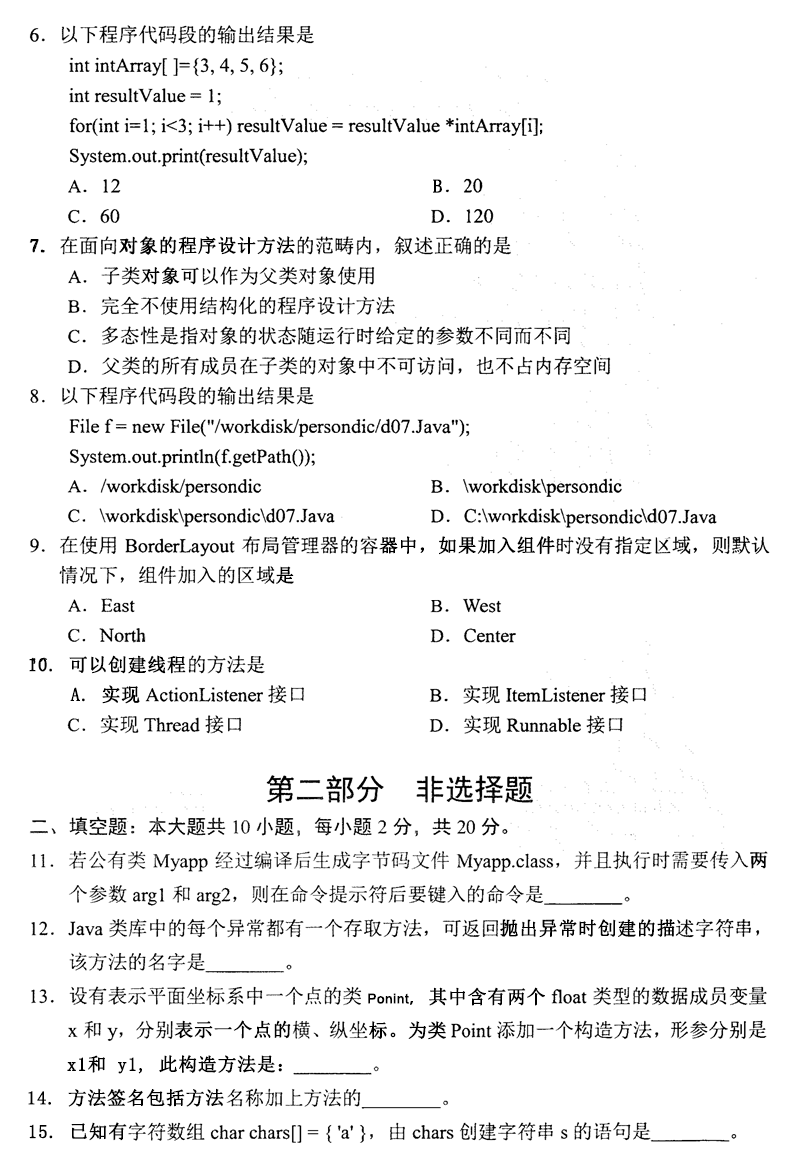 6．以下程序代码段的输出结果是
int intArray[ ]={3, 4, 5, 6};
int resultValue = 1;
for(int i=1; i<3; i++) resultValue = resultValue *intArray[i];
System.out.print(resultValue);
A．12 B．20
C．60 D．120
7．在面向对象的程序设计方法的范畴内，叙述正确的是
A．子类对象可以作为父类对象使用
B．完全不使用结构化的程序设计方法
C．多态性是指对象的状态随运行时给定的参数不同而不同
D．父类的所有成员在子类的对象中不可访问，也不占内存空间
8．以下程序代码段的输出结果是
File f = new File("/workdisk/persondic/d07.Java");
System.out.println(f.getPath());
A．/workdisk/persondic B．\workdisk\persondic
C．\workdisk\persondic\d07.Java D．C:\workdisk\persondic\d07.Java
9．在使用 BorderLayout 布局管理器的容器中，如果加入组件时没有指定区域，则默认
情况下，组件加入的区域是
A．East B．West
C．North D．Center
10．可以创建线程的方法是
A．实现 ActionListener 接口 B．实现 ItemListener 接口
C．实现 Thread 接口 D．实现 Runnable 接口
第二部分 非选择题
二、填空题：本大题共 10 小题，每小题 2 分，共 20 分。
11．若公有类 Myapp 经过编译后生成字节码文件 Myapp.class，并且执行时需要传入两
个参数 arg1 和 arg2，则在命令提示符后要键入的命令是________。
12．Java 类库中的每个异常都有一个存取方法，可返回抛出异常时创建的描述字符串，
该方法的名字是________。
13．设有表示平面坐标系中一个点的类 Ponint，其中含有两个 float 类型的数据成员变量
x 和 y，分别表示一个点的横、纵坐标。为类 Point 添加一个构造方法，形参分别是
x1和 y1，此构造方法是：________。
14．方法签名包括方法名称加上方法的________。
15．已知有字符数组 char chars[] = { 'a' }，由 chars 创建字符串 s 的语句是________。